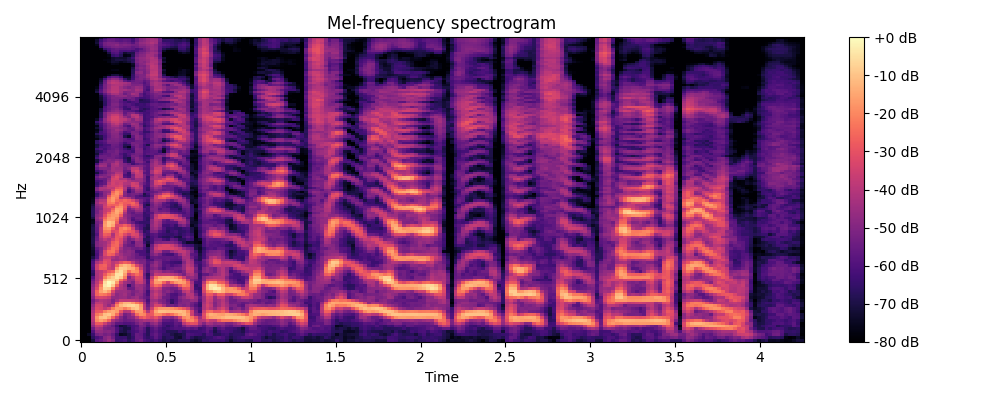 Mel-frequency spectrogram
+0 dB
-10 dB
-20 dB
-30 dB
-40 dB
-50 dB
-60 dB
-70 dB
-80 dB
Hz
4096
2048
1024
512
0
0 0.5 1 1.5 2 2.5 3 3.5 4
Time